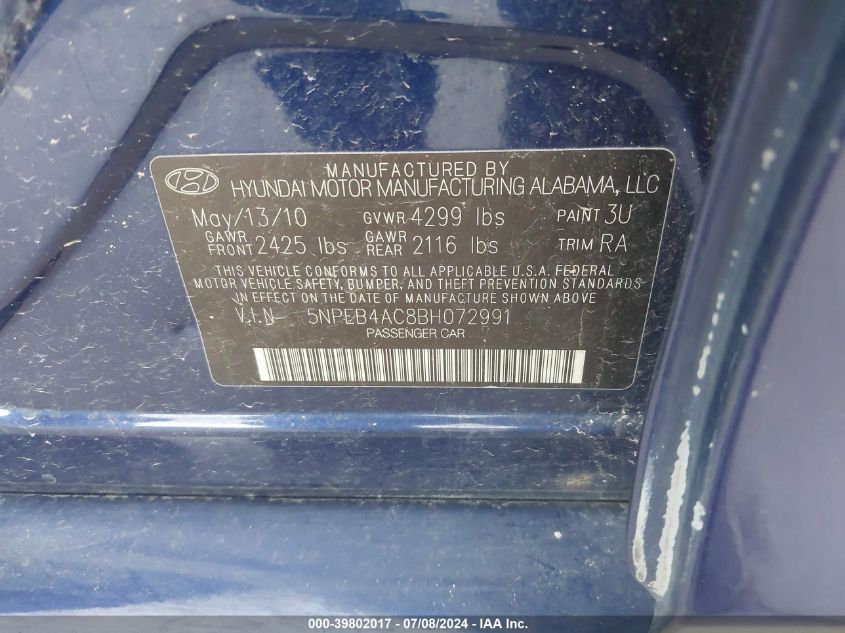 MANUFACTURED BY
HYUNDAI MOTOR MANUFACTURING ALABAMA, LLC
May/13/10 GVWR 4299 lbs PAINT 3U
GAWR FRONT 2425 lbs GAWR REAR 2116 lbs TRIM RA
THIS VEHICLE CONFORMS TO ALL APPLICABLE U.S.A. FEDERAL
MOTOR VEHICLE SAFETY, BUMPER, AND THEFT PREVENTION STANDARDS
IN EFFECT ON THE DATE OF MANUFACTURE SHOWN ABOVE
V.I.N 5NPEB4AC8BH072991
PASSENGER CAR
000-39802017 - 07/08/2024 - IAA Inc.